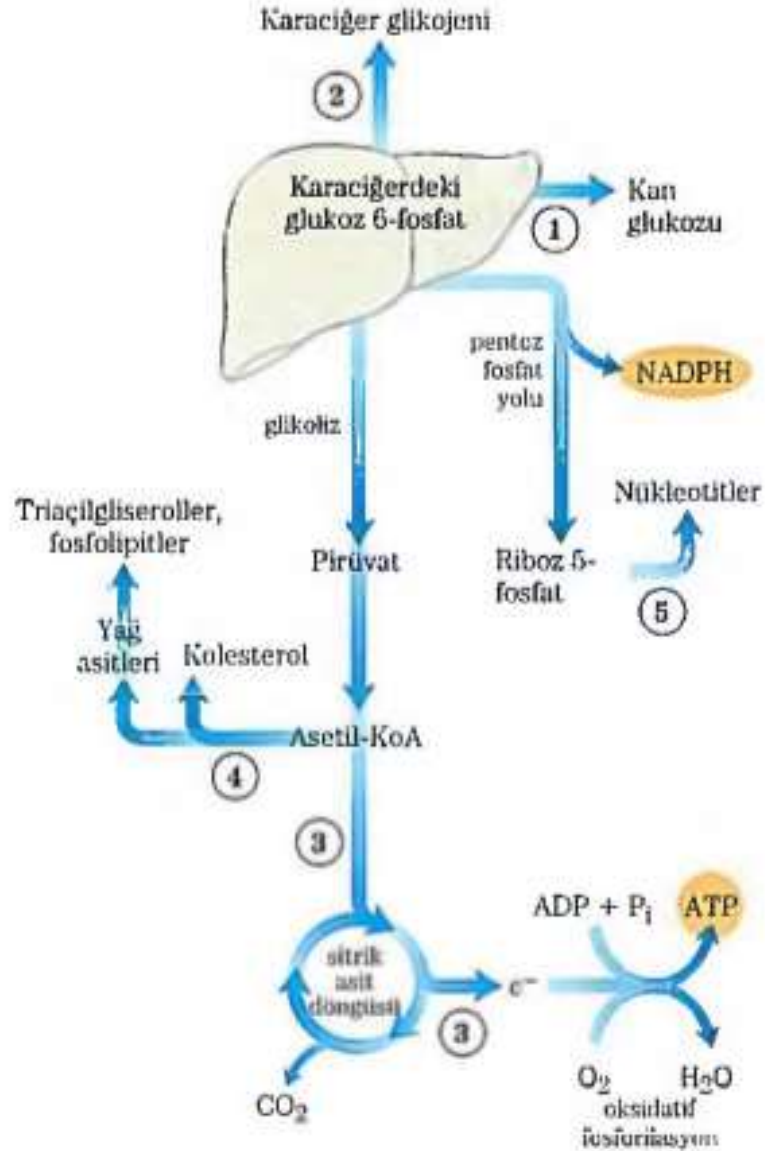 Karaciğer glikojeni
2
Karaciğerdeki
glukoz 6-fosfat
1
Kan
glukozu
pentoz
fosfat
yolu
NADPH
glikoliz
Triaçilgliseroller,
fosfolipitler
Nükleotitler
Pirüvat
Riboz 5-
fosfat
5
Yağ
asitleri
Kolesterol
Asetil-KoA
4
3
ADP + Pi
ATP
sitrik
asit
döngüsü
e⁻
3
CO2
O2
H2O
oksidatif
fosforilasyon